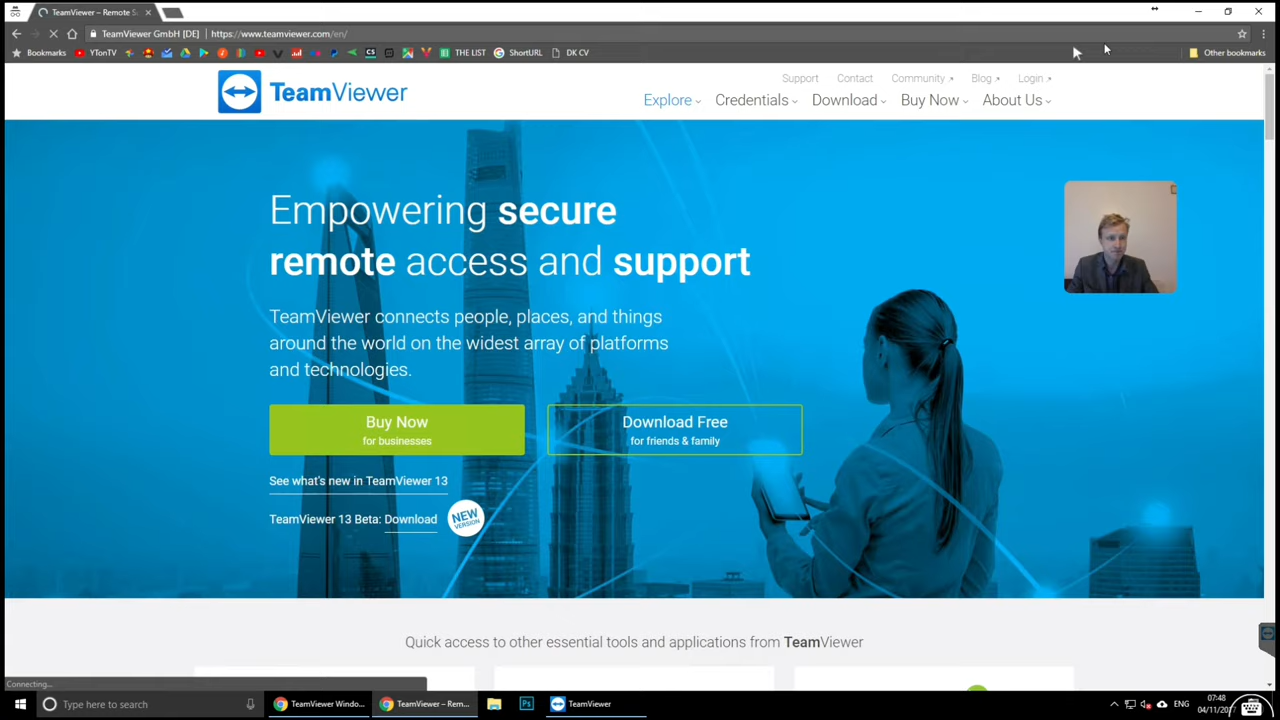 TeamViewer – Remote S
TeamViewer GmbH [DE] https://www.teamviewer.com/en/
Bookmarks YTonTV THE LIST ShortURL DK CV Other bookmarks
TeamViewer
Support Contact Community Blog Login
Explore Credentials Download Buy Now About Us
Empowering secure
remote access and support
TeamViewer connects people, places, and things
around the world on the widest array of platforms
and technologies.
Buy Now
for businesses
Download Free
for friends & family
See what's new in TeamViewer 13
TeamViewer 13 Beta: Download
NEW
VERSION
Quick access to other essential tools and applications from TeamViewer
Connecting...
Type here to search
TeamViewer Windo...
TeamViewer – Rem...
Ps
TeamViewer
ENG
07:48